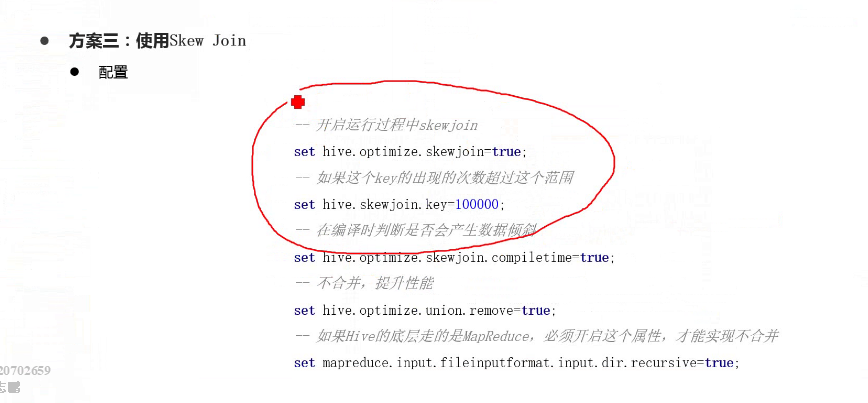 ● 方案三：使用Skew Join
● 配置
-- 开启运行过程中skewjoin
set hive.optimize.skewjoin=true;
-- 如果这个key的出现的次数超过这个范围
set hive.skewjoin.key=100000;
-- 在编译时判断是否会产生数据倾斜
set hive.optimize.skewjoin.compiletime=true;
-- 不合并，提升性能
set hive.optimize.union.remove=true;
-- 如果Hive的底层走的是MapReduce，必须开启这个属性，才能实现不合并
set mapreduce.input.fileinputformat.input.dir.recursive=true;
20702659
志鹏